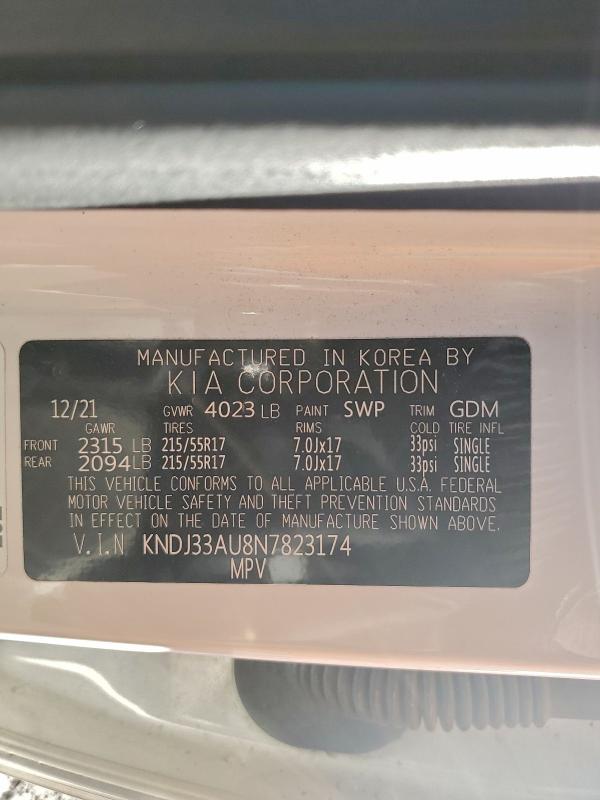 MANUFACTURED IN KOREA BY
KIA CORPORATION
12/21 GVWR 4023 LB PAINT SWP TRIM GDM
GAWR TIRES RIMS COLD TIRE INFL
FRONT 2315 LB 215/55R17 7.0Jx17 33psi SINGLE
REAR 2094 LB 215/55R17 7.0Jx17 33psi SINGLE
THIS VEHICLE CONFORMS TO ALL APPLICABLE U.S.A. FEDERAL
MOTOR VEHICLE SAFETY AND THEFT PREVENTION STANDARDS
IN EFFECT ON THE DATE OF MANUFACTURE SHOWN ABOVE.
V.I.N KNDJ33AU8N7823174
MPV